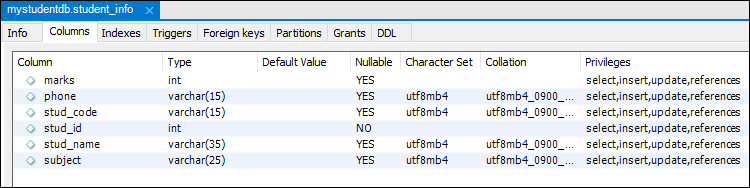 mystudentdb.student_info ×
Info Columns Indexes Triggers Foreign keys Partitions Grants DDL
Column Type Default Value Nullable Character Set Collation Privileges
marks int YES select,insert,update,references
phone varchar(15) YES utf8mb4 utf8mb4_0900_... select,insert,update,references
stud_code varchar(15) YES utf8mb4 utf8mb4_0900_... select,insert,update,references
stud_id int NO select,insert,update,references
stud_name varchar(35) YES utf8mb4 utf8mb4_0900_... select,insert,update,references
subject varchar(25) YES utf8mb4 utf8mb4_0900_... select,insert,update,references